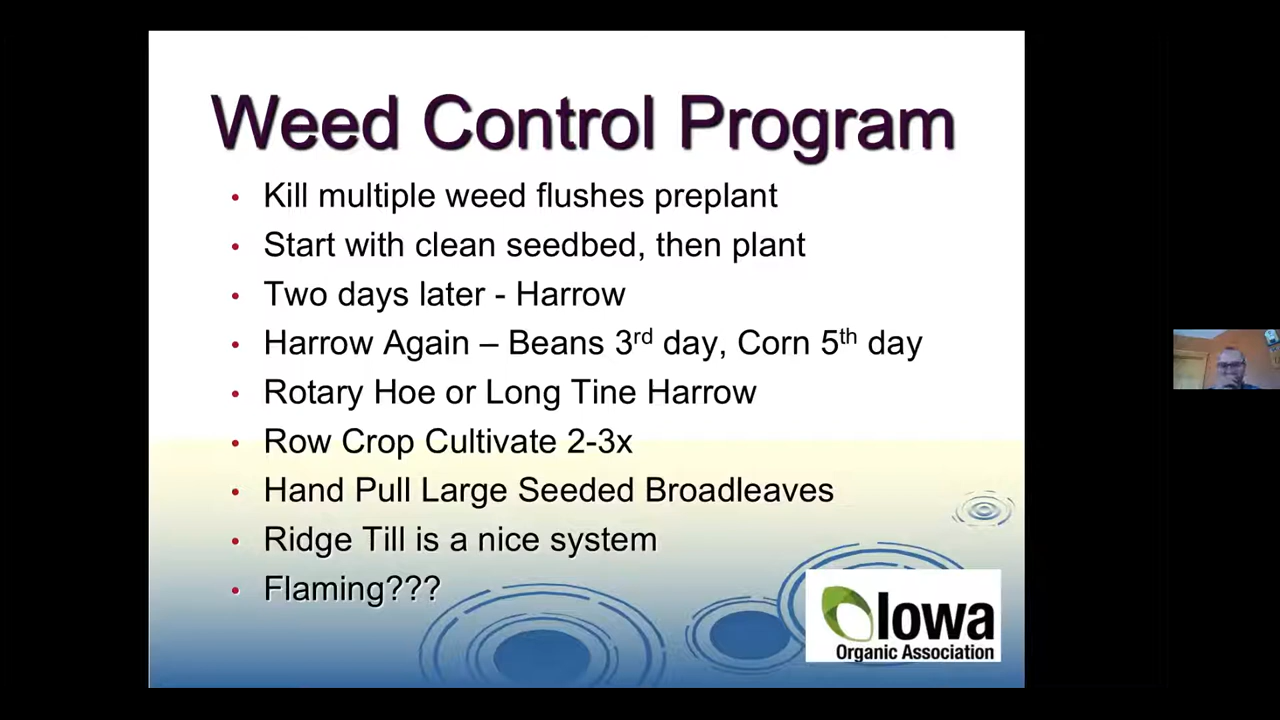 Weed Control Program
• Kill multiple weed flushes preplant
• Start with clean seedbed, then plant
• Two days later - Harrow
• Harrow Again – Beans 3rd day, Corn 5th day
• Rotary Hoe or Long Tine Harrow
• Row Crop Cultivate 2-3x
• Hand Pull Large Seeded Broadleaves
• Ridge Till is a nice system
• Flaming???
Iowa
Organic Association